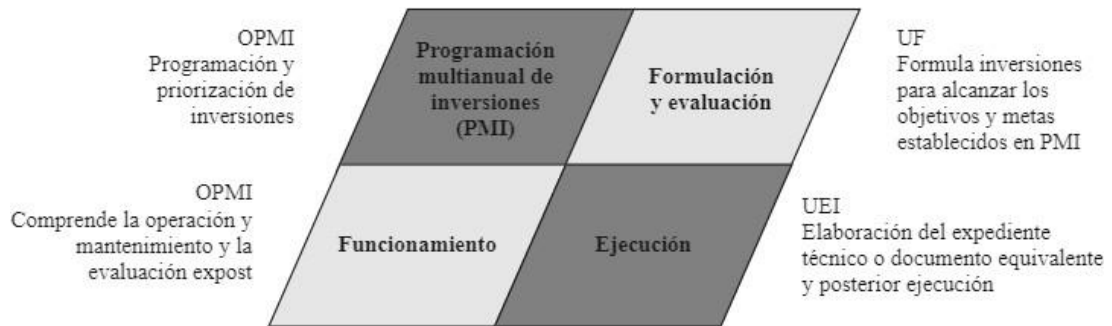 OPMI
Programación y
priorización de
inversiones
Programación
multianual de
inversiones
(PMI)
Formulación
y evaluación
UF
Formula inversiones
para alcanzar los
objetivos y metas
establecidos en PMI
OPMI
Comprende la operación y
mantenimiento y la
evaluación expost
Funcionamiento
Ejecución
UEI
Elaboración del expediente
técnico o documento equivalente
y posterior ejecución